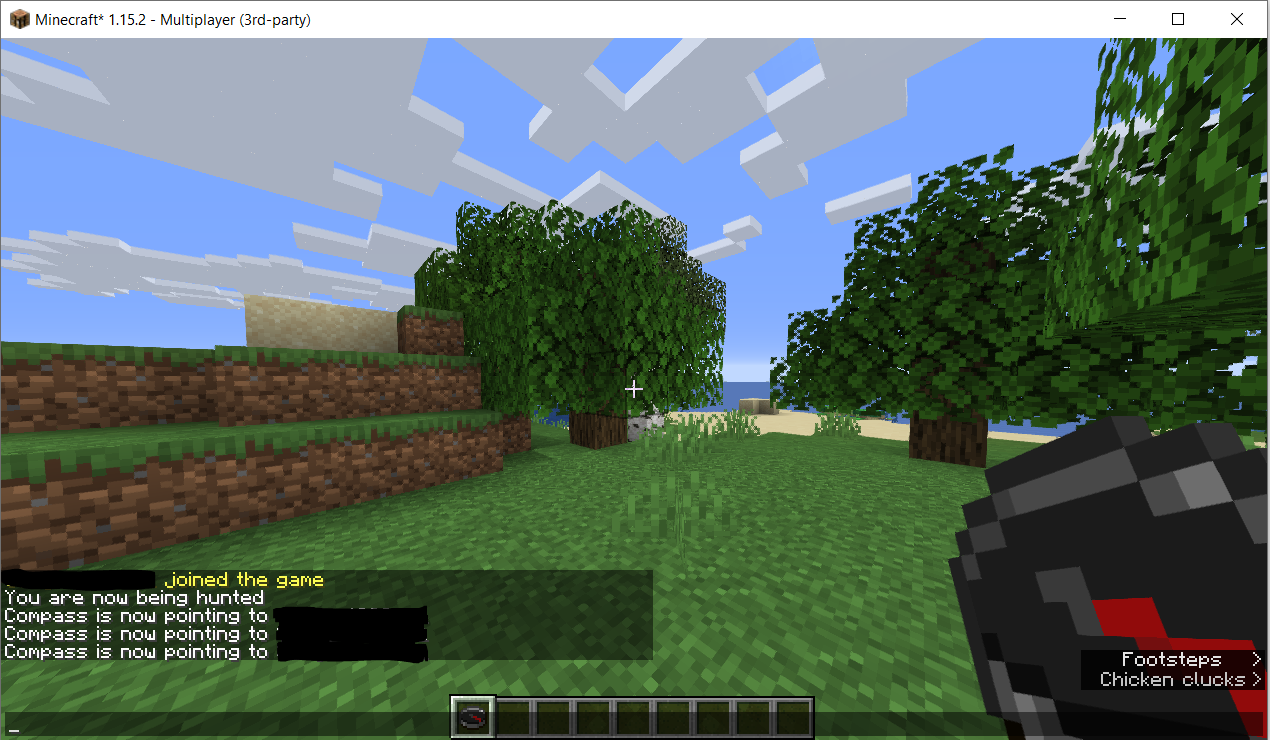 Minecraft* 1.15.2 - Multiplayer (3rd-party)
joined the game
You are now being hunted
Compass is now pointing to
Compass is now pointing to
Compass is now pointing to
Footsteps >
Chicken clucks >
_